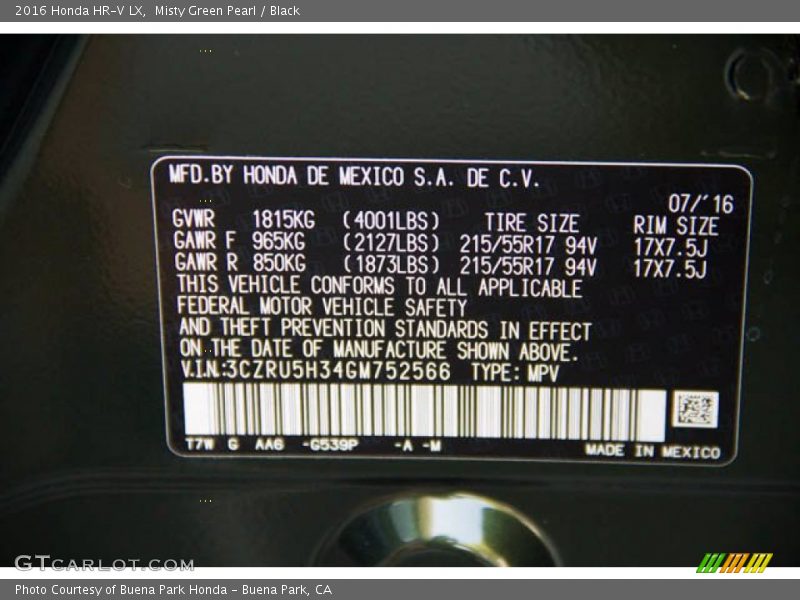 2016 Honda HR-V LX, Misty Green Pearl / Black
MFD.BY HONDA DE MEXICO S.A. DE C.V.
07/'16
GVWR 1815KG (4001LBS) TIRE SIZE RIM SIZE
GAWR F 965KG (2127LBS) 215/55R17 94V 17X7.5J
GAWR R 850KG (1873LBS) 215/55R17 94V 17X7.5J
THIS VEHICLE CONFORMS TO ALL APPLICABLE
FEDERAL MOTOR VEHICLE SAFETY
AND THEFT PREVENTION STANDARDS IN EFFECT
ON THE DATE OF MANUFACTURE SHOWN ABOVE.
V.I.N:3CZRU5H34GM752566 TYPE: MPV
T7W G AA6 -G539P -A -M MADE IN MEXICO
GTCARLOT.COM
Photo Courtesy of Buena Park Honda - Buena Park, CA